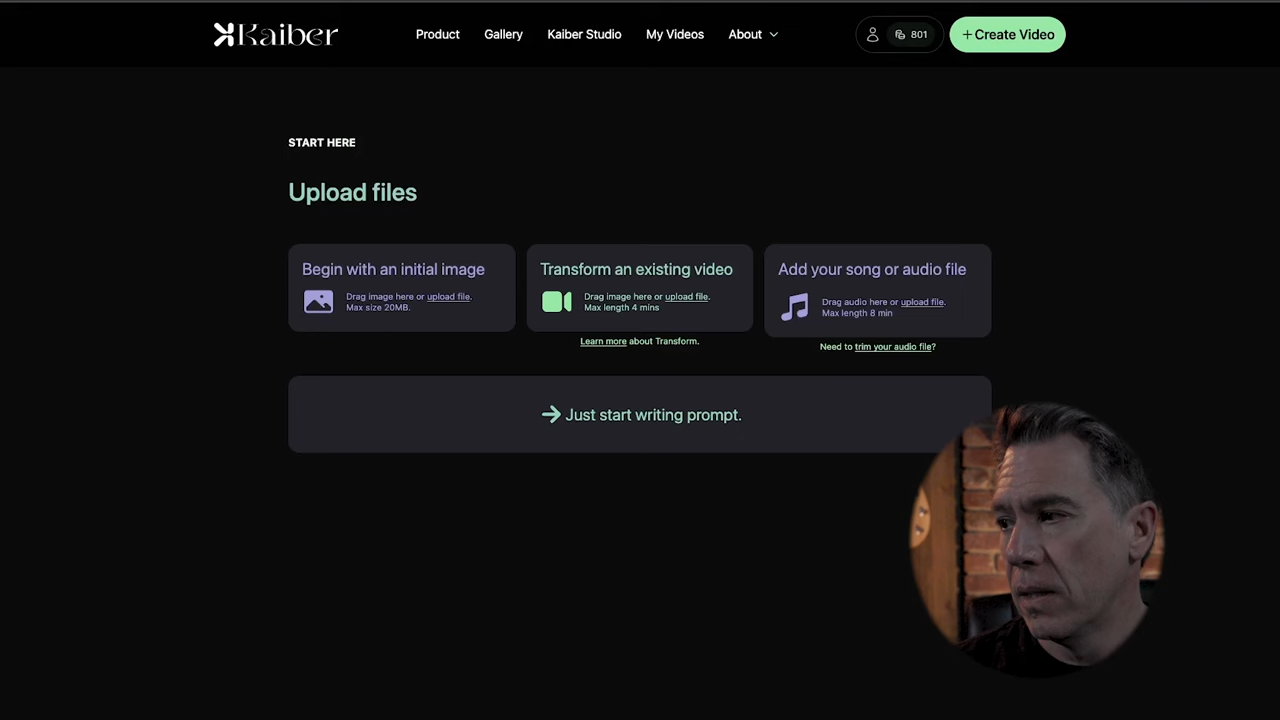 Kaiber
Product
Gallery
Kaiber Studio
My Videos
About
801
+ Create Video
START HERE
Upload files
Begin with an initial image
Drag image here or upload file.
Max size 20MB.
Transform an existing video
Drag image here or upload file.
Max length 4 mins
Learn more about Transform.
Add your song or audio file
Drag audio here or upload file.
Max length 8 min
Need to trim your audio file?
Just start writing prompt.